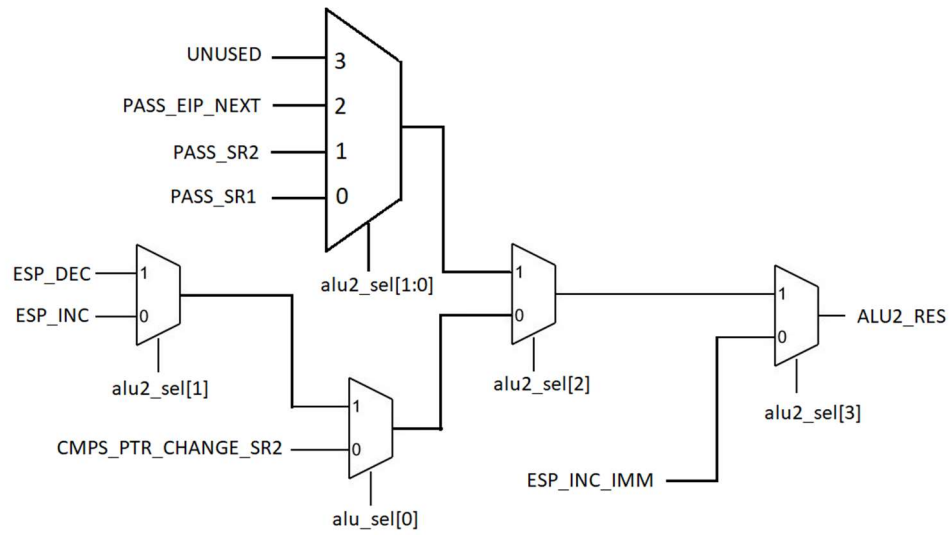 UNUSED
3
PASS_EIP_NEXT
2
PASS_SR2
1
PASS_SR1
0
alu2_sel[1:0]
ESP_DEC
1
ESP_INC
0
alu2_sel[1]
1
0
alu2_sel[2]
1
0
ALU2_RES
alu2_sel[3]
1
CMPS_PTR_CHANGE_SR2
0
alu_sel[0]
ESP_INC_IMM